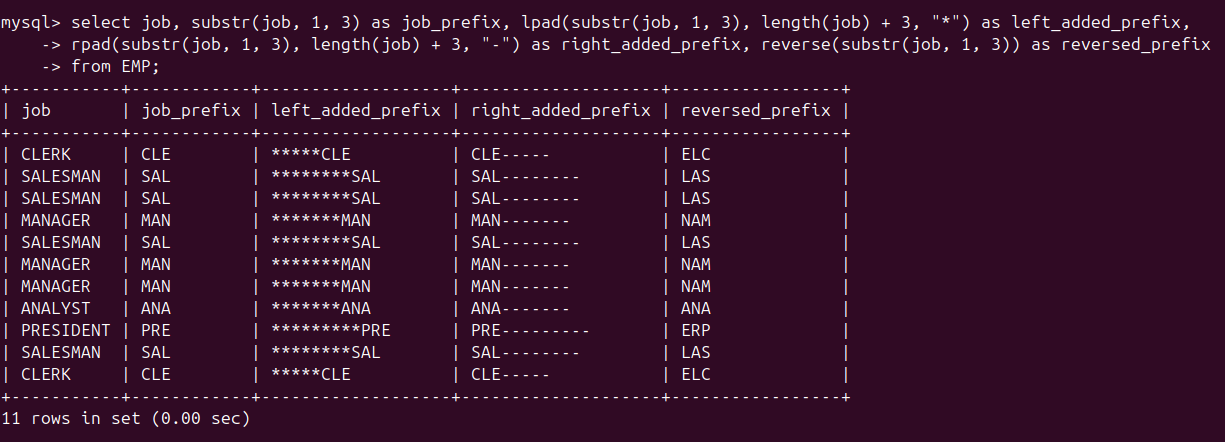 mysql> select job, substr(job, 1, 3) as job_prefix, lpad(substr(job, 1, 3), length(job) + 3, "*") as left_added_prefix,
    -> rpad(substr(job, 1, 3), length(job) + 3, "-") as right_added_prefix, reverse(substr(job, 1, 3)) as reversed_prefix
    -> from EMP;
+-----------+------------+-------------------+--------------------+-----------------+
| job       | job_prefix | left_added_prefix | right_added_prefix | reversed_prefix |
+-----------+------------+-------------------+--------------------+-----------------+
| CLERK     | CLE        | *****CLE          | CLE-----           | ELC             |
| SALESMAN  | SAL        | ********SAL       | SAL--------        | LAS             |
| SALESMAN  | SAL        | ********SAL       | SAL--------        | LAS             |
| MANAGER   | MAN        | *******MAN        | MAN-------         | NAM             |
| SALESMAN  | SAL        | ********SAL       | SAL--------        | LAS             |
| MANAGER   | MAN        | *******MAN        | MAN-------         | NAM             |
| MANAGER   | MAN        | *******MAN        | MAN-------         | NAM             |
| ANALYST   | ANA        | *******ANA        | ANA-------         | ANA             |
| PRESIDENT | PRE        | *********PRE      | PRE---------       | ERP             |
| SALESMAN  | SAL        | ********SAL       | SAL--------        | LAS             |
| CLERK     | CLE        | *****CLE          | CLE-----           | ELC             |
+-----------+------------+-------------------+--------------------+-----------------+
11 rows in set (0.00 sec)